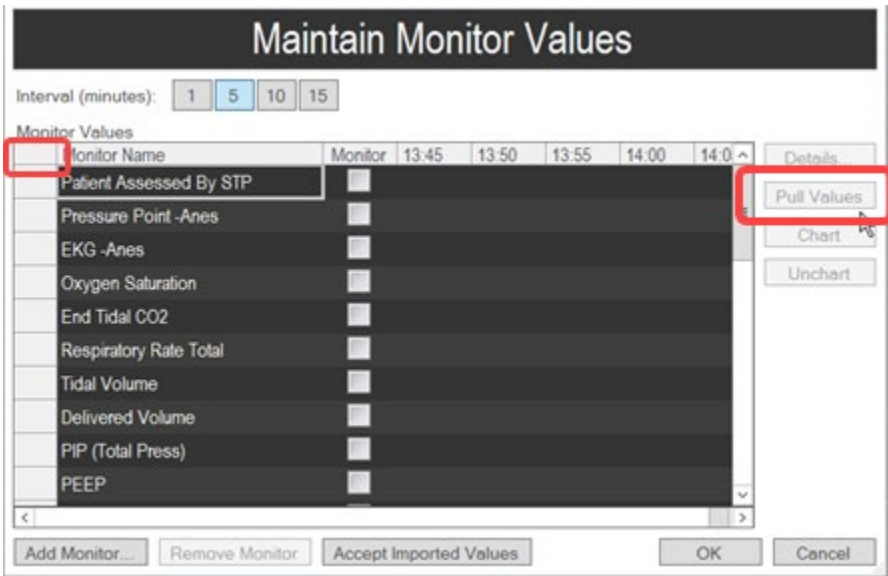 Maintain Monitor Values
Interval (minutes): 1 5 10 15
Monitor Values
Monitor Name Monitor 13:45 13:50 13:55 14:00 14:0
Details...
Patient Assessed By STP
Pull Values
Pressure Point -Anes
Chart
EKG -Anes
Oxygen Saturation
Unchart
End Tidal CO2
Respiratory Rate Total
Tidal Volume
Delivered Volume
PIP (Total Press)
PEEP
Add Monitor... Remove Monitor Accept Imported Values OK Cancel